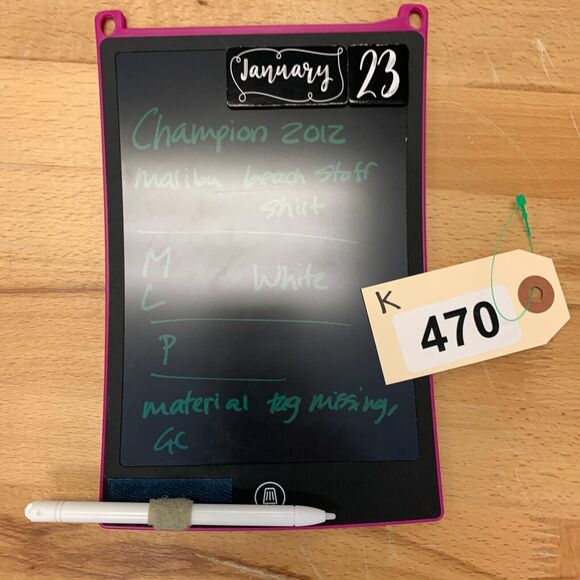 January 23
Champion 2012
malibu beach staff
shirt
M White
L
P
material tag missing,
GC
K
470